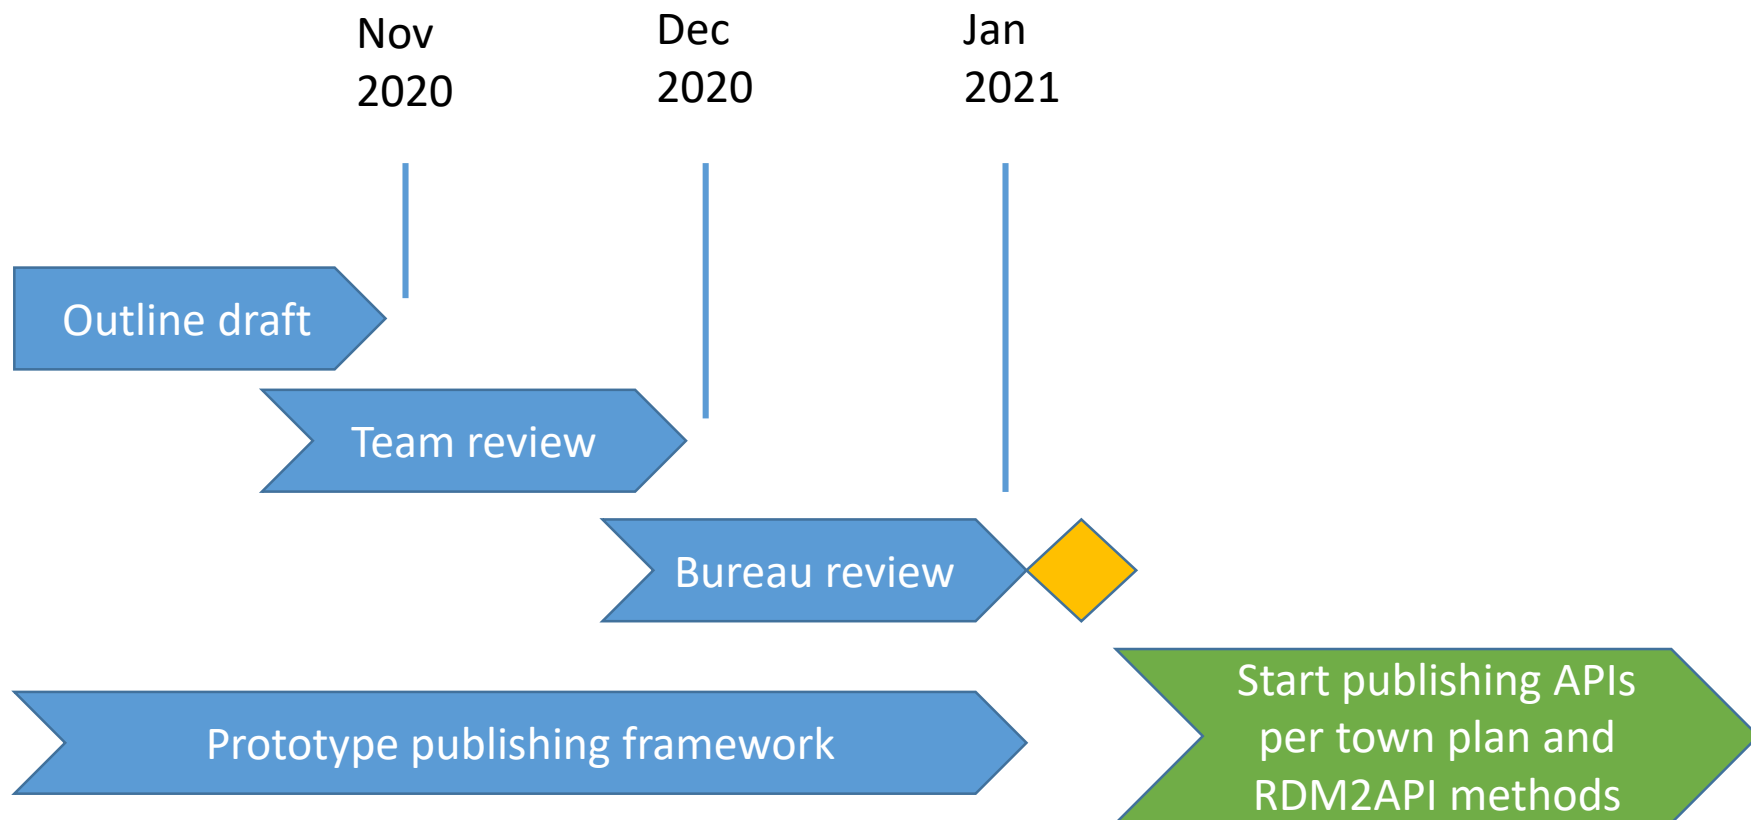 Nov
2020
Dec
2020
Jan
2021
Outline draft
Team review
Bureau review
Prototype publishing framework
Start publishing APIs
per town plan and
RDM2API methods